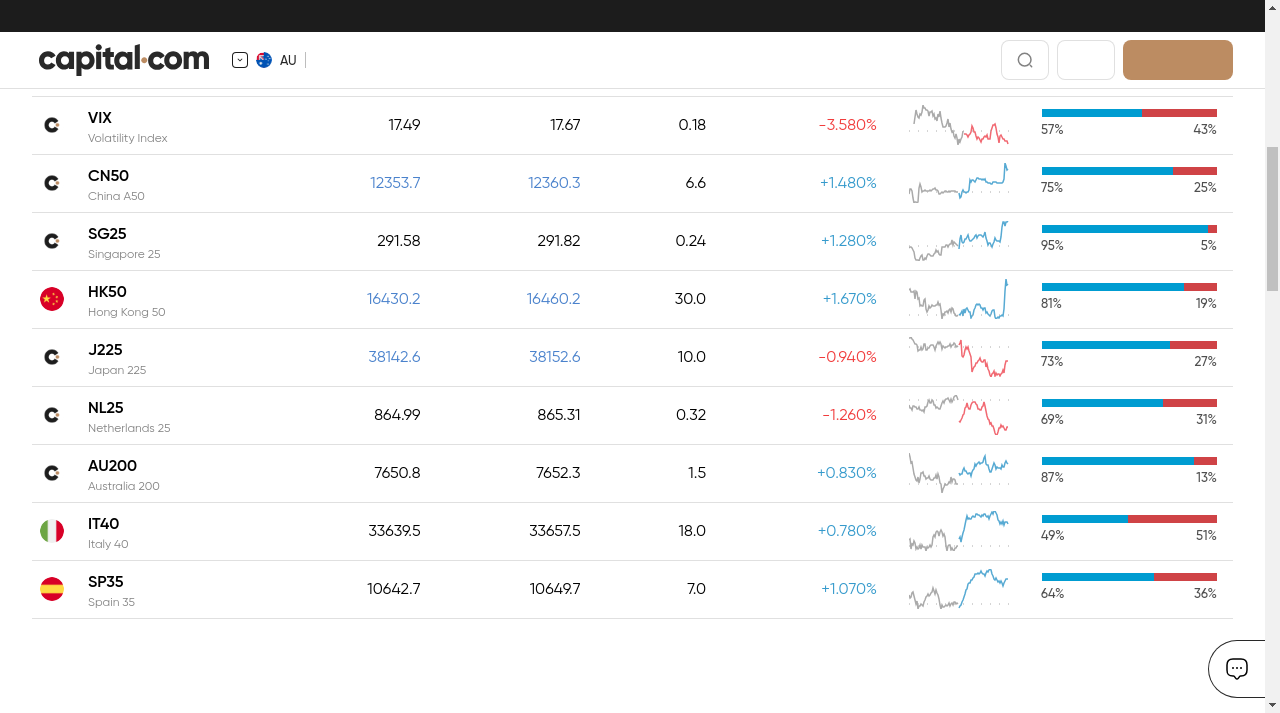 capital.com AU
VIX 17.49 17.67 0.18 -3.580%
Volatility Index 57% 43%
CN50 12353.7 12360.3 6.6 +1.480%
China A50 75% 25%
SG25 291.58 291.82 0.24 +1.280%
Singapore 25 95% 5%
HK50 16430.2 16460.2 30.0 +1.670%
Hong Kong 50 81% 19%
J225 38142.6 38152.6 10.0 -0.940%
Japan 225 73% 27%
NL25 864.99 865.31 0.32 -1.260%
Netherlands 25 69% 31%
AU200 7650.8 7652.3 1.5 +0.830%
Australia 200 87% 13%
IT40 33639.5 33657.5 18.0 +0.780%
Italy 40 49% 51%
SP35 10642.7 10649.7 7.0 +1.070%
Spain 35 64% 36%